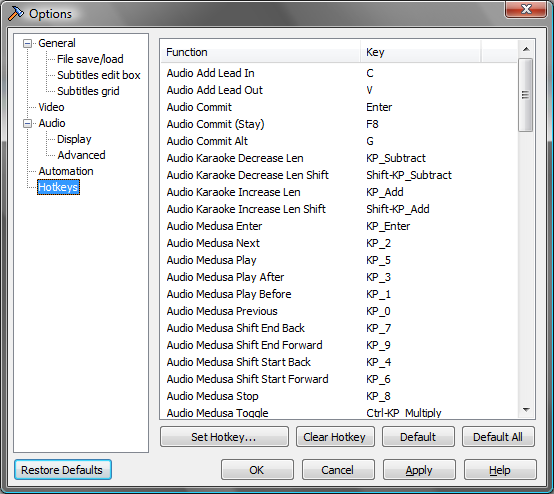 Options
General
File save/load
Subtitles edit box
Subtitles grid
Video
Audio
Display
Advanced
Automation
Hotkeys
Function Key
Audio Add Lead In C
Audio Add Lead Out V
Audio Commit Enter
Audio Commit (Stay) F8
Audio Commit Alt G
Audio Karaoke Decrease Len KP_Subtract
Audio Karaoke Decrease Len Shift Shift-KP_Subtract
Audio Karaoke Increase Len KP_Add
Audio Karaoke Increase Len Shift Shift-KP_Add
Audio Medusa Enter KP_Enter
Audio Medusa Next KP_2
Audio Medusa Play KP_5
Audio Medusa Play After KP_3
Audio Medusa Play Before KP_1
Audio Medusa Previous KP_0
Audio Medusa Shift End Back KP_7
Audio Medusa Shift End Forward KP_9
Audio Medusa Shift Start Back KP_4
Audio Medusa Shift Start Forward KP_6
Audio Medusa Stop KP_8
Audio Medusa Toggle Ctrl-KP_Multiply
Set Hotkey... Clear Hotkey Default Default All
Restore Defaults OK Cancel Apply Help